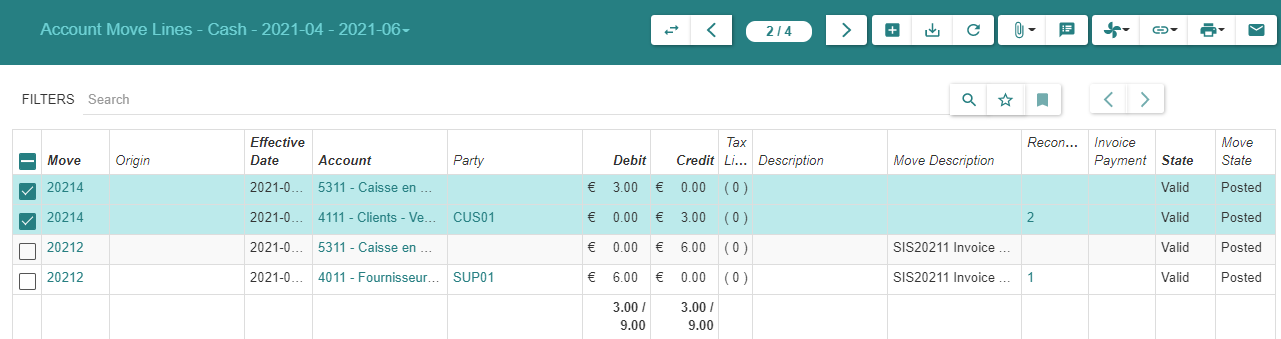 Account Move Lines - Cash - 2021-04 - 2021-06
2 / 4
FILTERS Search
Move Origin Effective Date Account Party Debit Credit Tax Li... Description Move Description Recon... Invoice Payment State Move State
20214 2021-0... 5311 - Caisse en ... € 3.00 € 0.00 ( 0 ) Valid Posted
20214 2021-0... 4111 - Clients - Ve... CUS01 € 0.00 € 3.00 ( 0 ) 2 Valid Posted
20212 2021-0... 5311 - Caisse en ... € 0.00 € 6.00 ( 0 ) SIS20211 Invoice ... Valid Posted
20212 2021-0... 4011 - Fournisseur... SUP01 € 6.00 € 0.00 ( 0 ) SIS20211 Invoice ... 1 Valid Posted
3.00 / 9.00 3.00 / 9.00